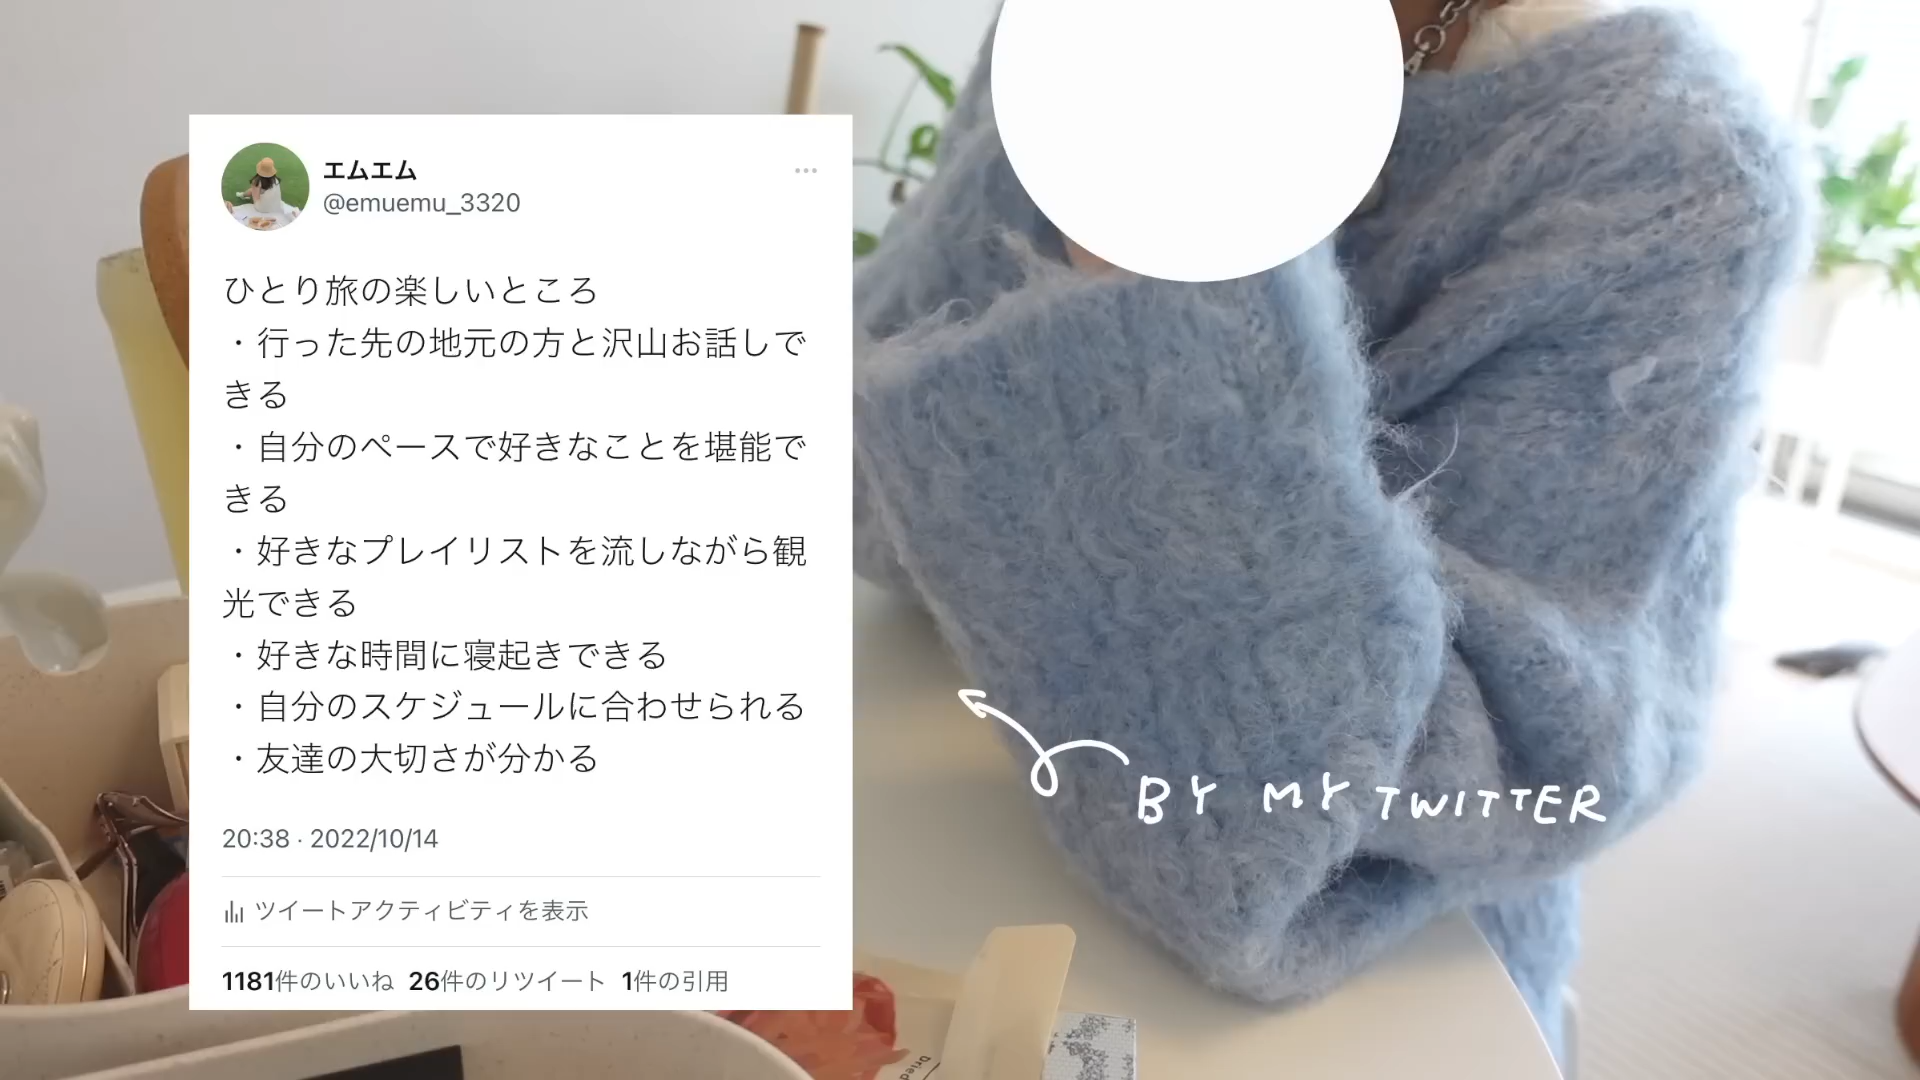 エムエム
@emuemu_3320
ひとり旅の楽しいところ
・行った先の地元の方と沢山お話しで
きる
・自分のペースで好きなことを堪能で
きる
・好きなプレイリストを流しながら観
光できる
・好きな時間に寝起きできる
・自分のスケジュールに合わせられる
・友達の大切さが分かる
20:38 · 2022/10/14
ツイートアクティビティを表示
1181件のいいね 26件のリツイート 1件の引用
BY MY TWITTER
Dried